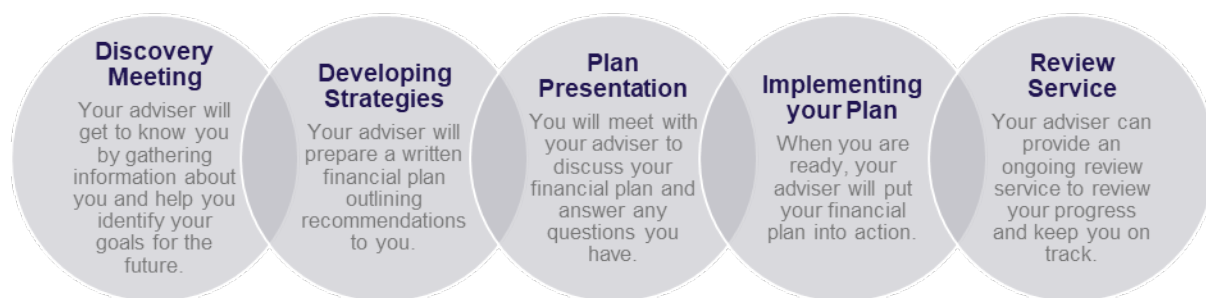 Discovery
Meeting
Your adviser will
get to know you
by gathering
information about
you and help you
identify your
goals for the
future.
Developing
Strategies
Your adviser will
prepare a written
financial plan
outlining
recommendations
to you.
Plan
Presentation
You will meet with
your adviser to
discuss your
financial plan and
answer any
questions you
have.
Implementing
your Plan
When you are
ready, your
adviser will put
your financial
plan into action.
Review
Service
Your adviser can
provide an
ongoing review
service to review
your progress
and keep you on
track.